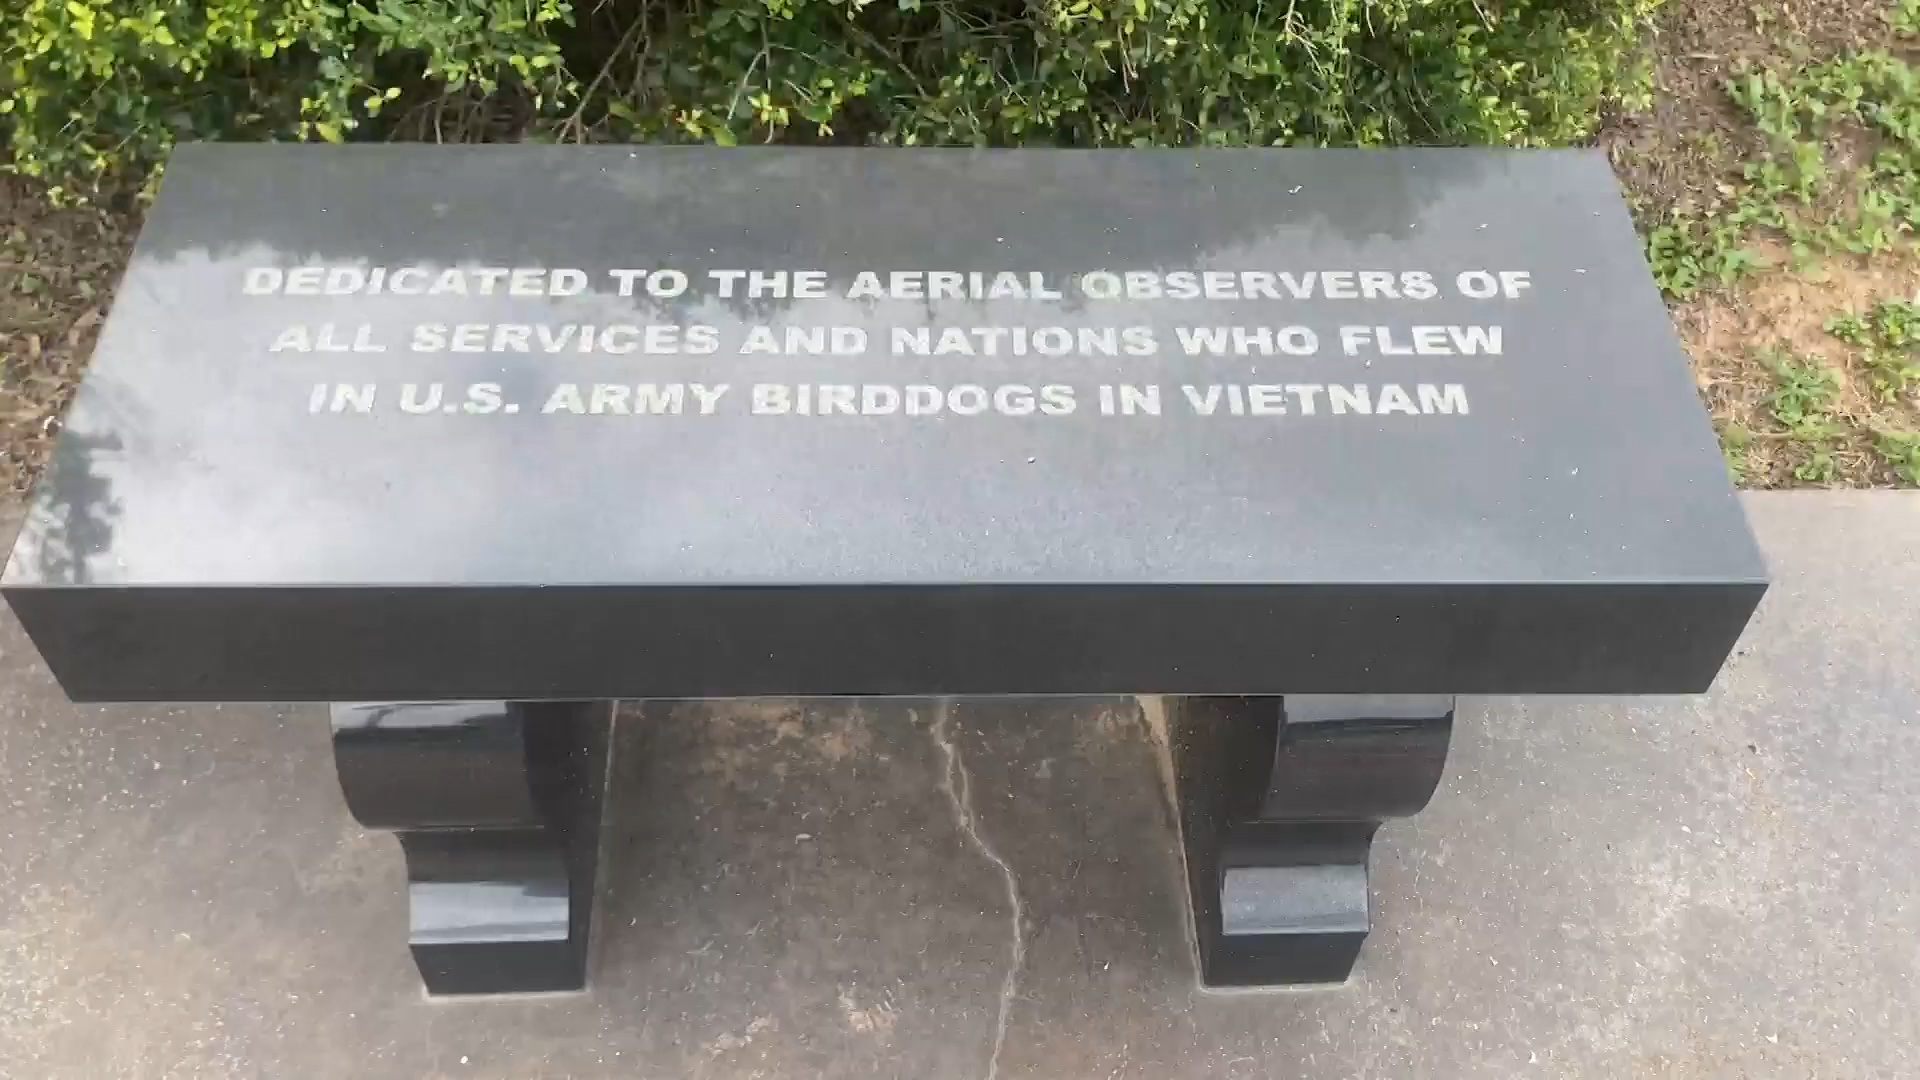 DEDICATED TO THE AERIAL OBSERVERS OF
ALL SERVICES AND NATIONS WHO FLEW
IN U.S. ARMY BIRDDOGS IN VIETNAM